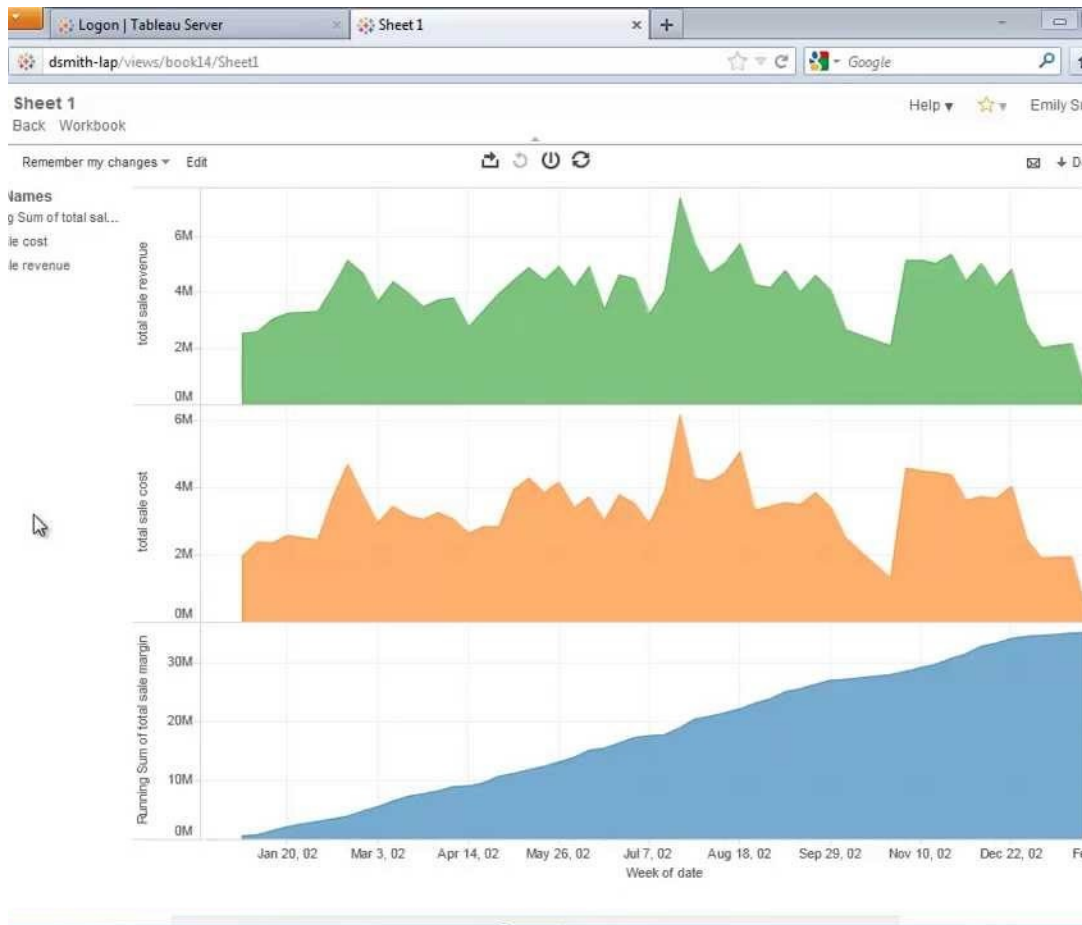 Logon | Tableau Server
Sheet 1
dsmith-lap/views/book14/Sheet1
Google
Sheet 1
Help
Emily
Back Workbook
Remember my changes
Edit
Sum of total sal...
cost
revenue
total sale revenue
6M
4M
2M
0M
total sale cost
6M
4M
2M
0M
Running Sum of total sale margin
30M
20M
10M
0M
Jan 20, 02
Mar 3, 02
Apr 14, 02
May 26, 02
Jul 7, 02
Aug 18, 02
Sep 29, 02
Nov 10, 02
Dec 22, 02
Week of date